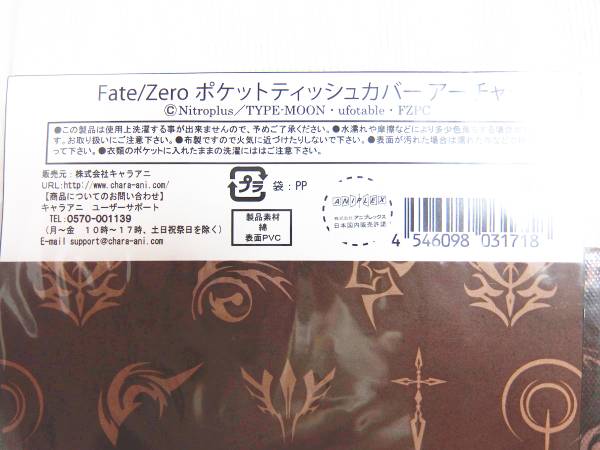 Fate/Zero ポケットティッシュカバー アーチャ
©Nitroplus／TYPE-MOON・ufotable・FZPC
●この製品は使用上洗濯する事が出来ませんので、予めご了承ください。●水濡れや摩擦などにより多少色落ちする場合
す。お取り扱いにご注意下さい。●布製ですので火気に近づけたりしないで下さい。●表面が汚れた場合は濡れた布など
って下さい。●衣類のポケットに入れたままの洗濯にはご注意下さい。
販売元：株式会社キャラアニ
URL:http://www.chara-ani.com/
【商品についてのお問い合わせ】
キャラアニ ユーザーサポート
TEL:0570-001139
（月～金 10時～17時、土日祝祭日を除く）
E-mail support@chara-ani.com
プラ
袋：PP
製品素材
綿
表面PVC
ANIPLEX
株式会社 アニプレックス
日本国内販売許諾
4 546098 031718